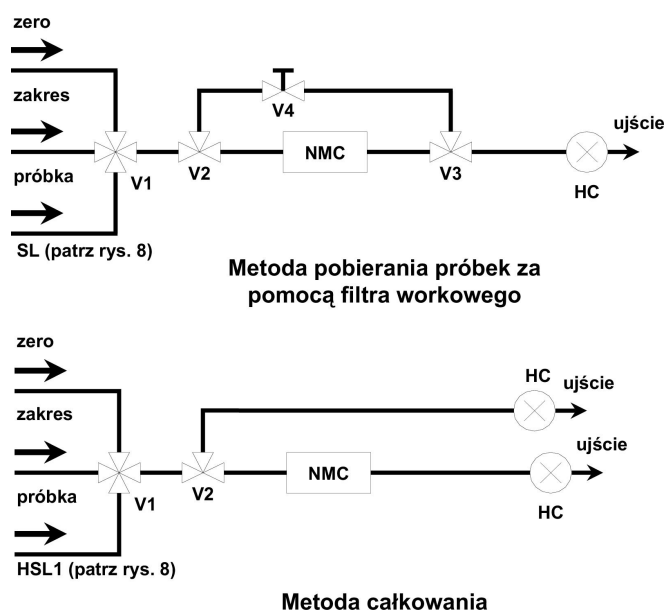 zero
zakres
próbka
SL (patrz rys. 8)
V1
V2
V4
NMC
V3
HC
ujście
Metoda pobierania próbek za
pomocą filtra workowego
zero
zakres
próbka
HSL1 (patrz rys. 8)
V1
V2
NMC
HC
ujście
ujście
HC
Metoda całkowania